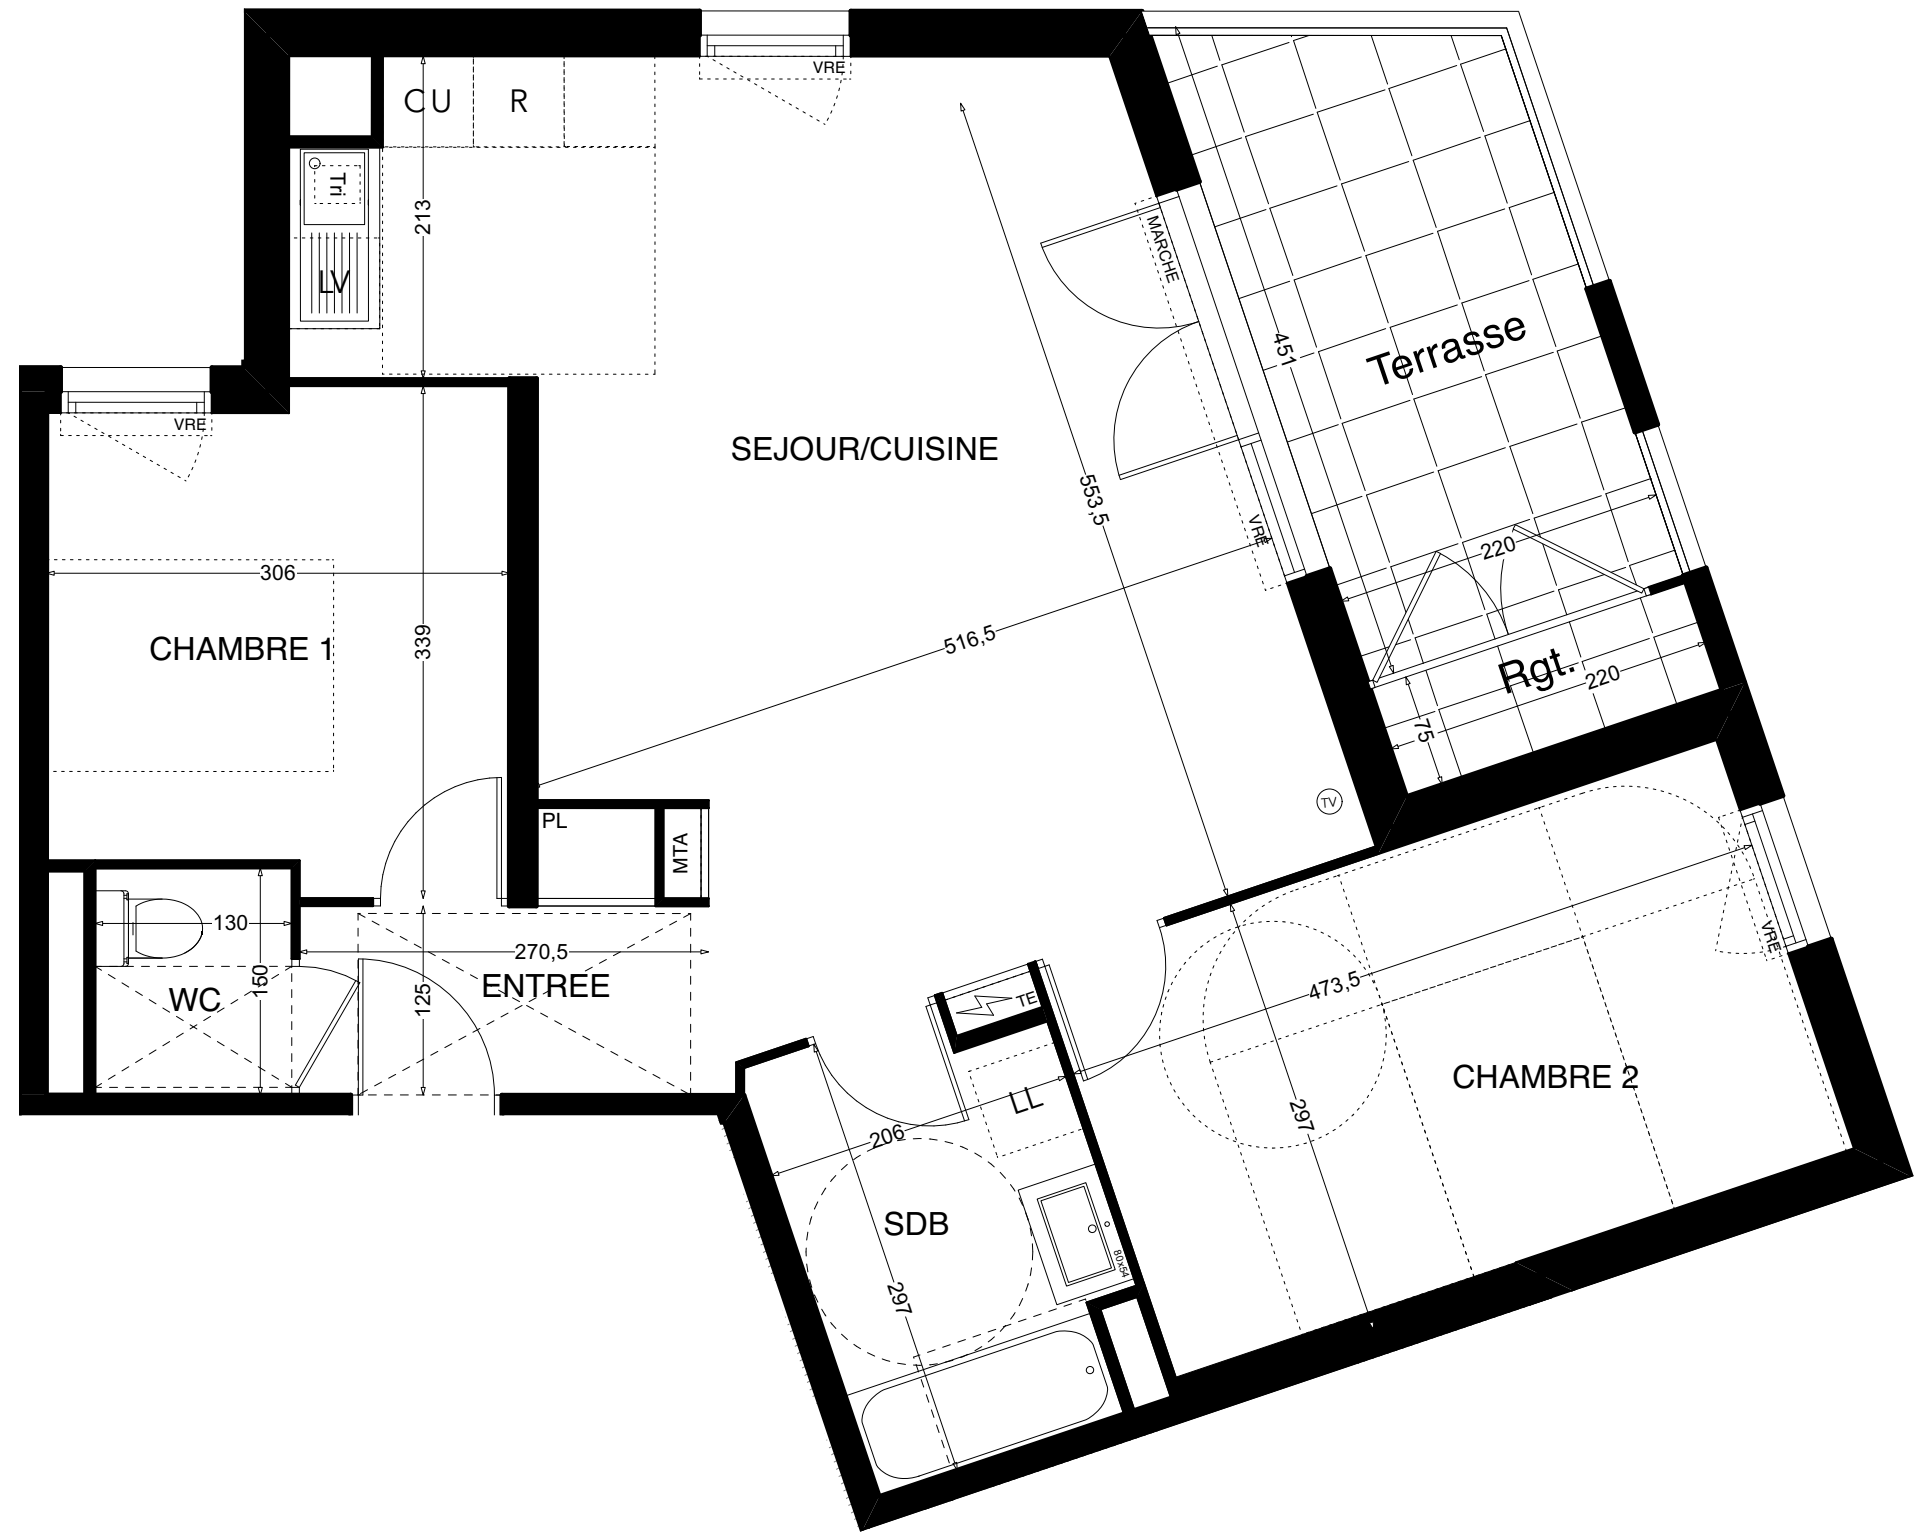 VRE
CU
R
Tri
213
LV
MARCHE
451
Terrasse
VRE
SEJOUR/CUISINE
553,5
VRE
220
306
339
CHAMBRE 1
516,5
Rgt.
220
75
TV
PL
MTA
130
270,5
150
125
ENTREE
WC
TE
473,5
VRE
CHAMBRE 2
LL
206
297
SDB
80x54
297